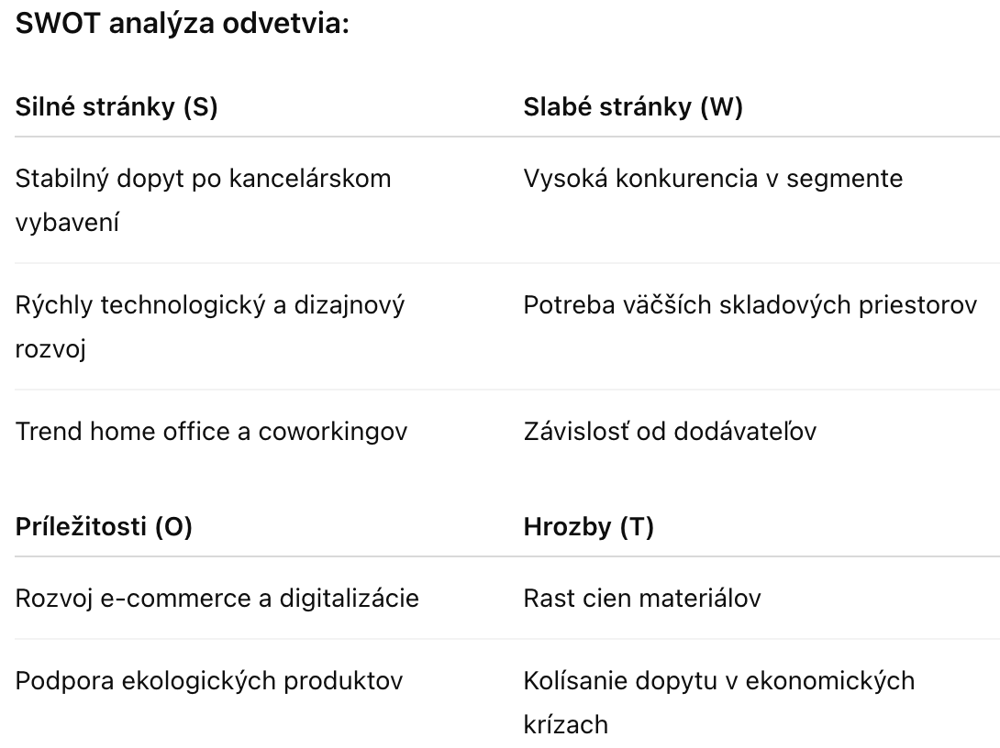 SWOT analýza odvetvia:
Silné stránky (S)
Slabé stránky (W)
Stabilný dopyt po kancelárskom
vybavení
Vysoká konkurencia v segmente
Rýchly technologický a dizajnový
rozvoj
Potreba väčších skladových priestorov
Trend home office a coworkingov
Závislosť od dodávateľov
Príležitosti (O)
Hrozby (T)
Rozvoj e-commerce a digitalizácie
Rast cien materiálov
Podpora ekologických produktov
Kolísanie dopytu v ekonomických
krízach